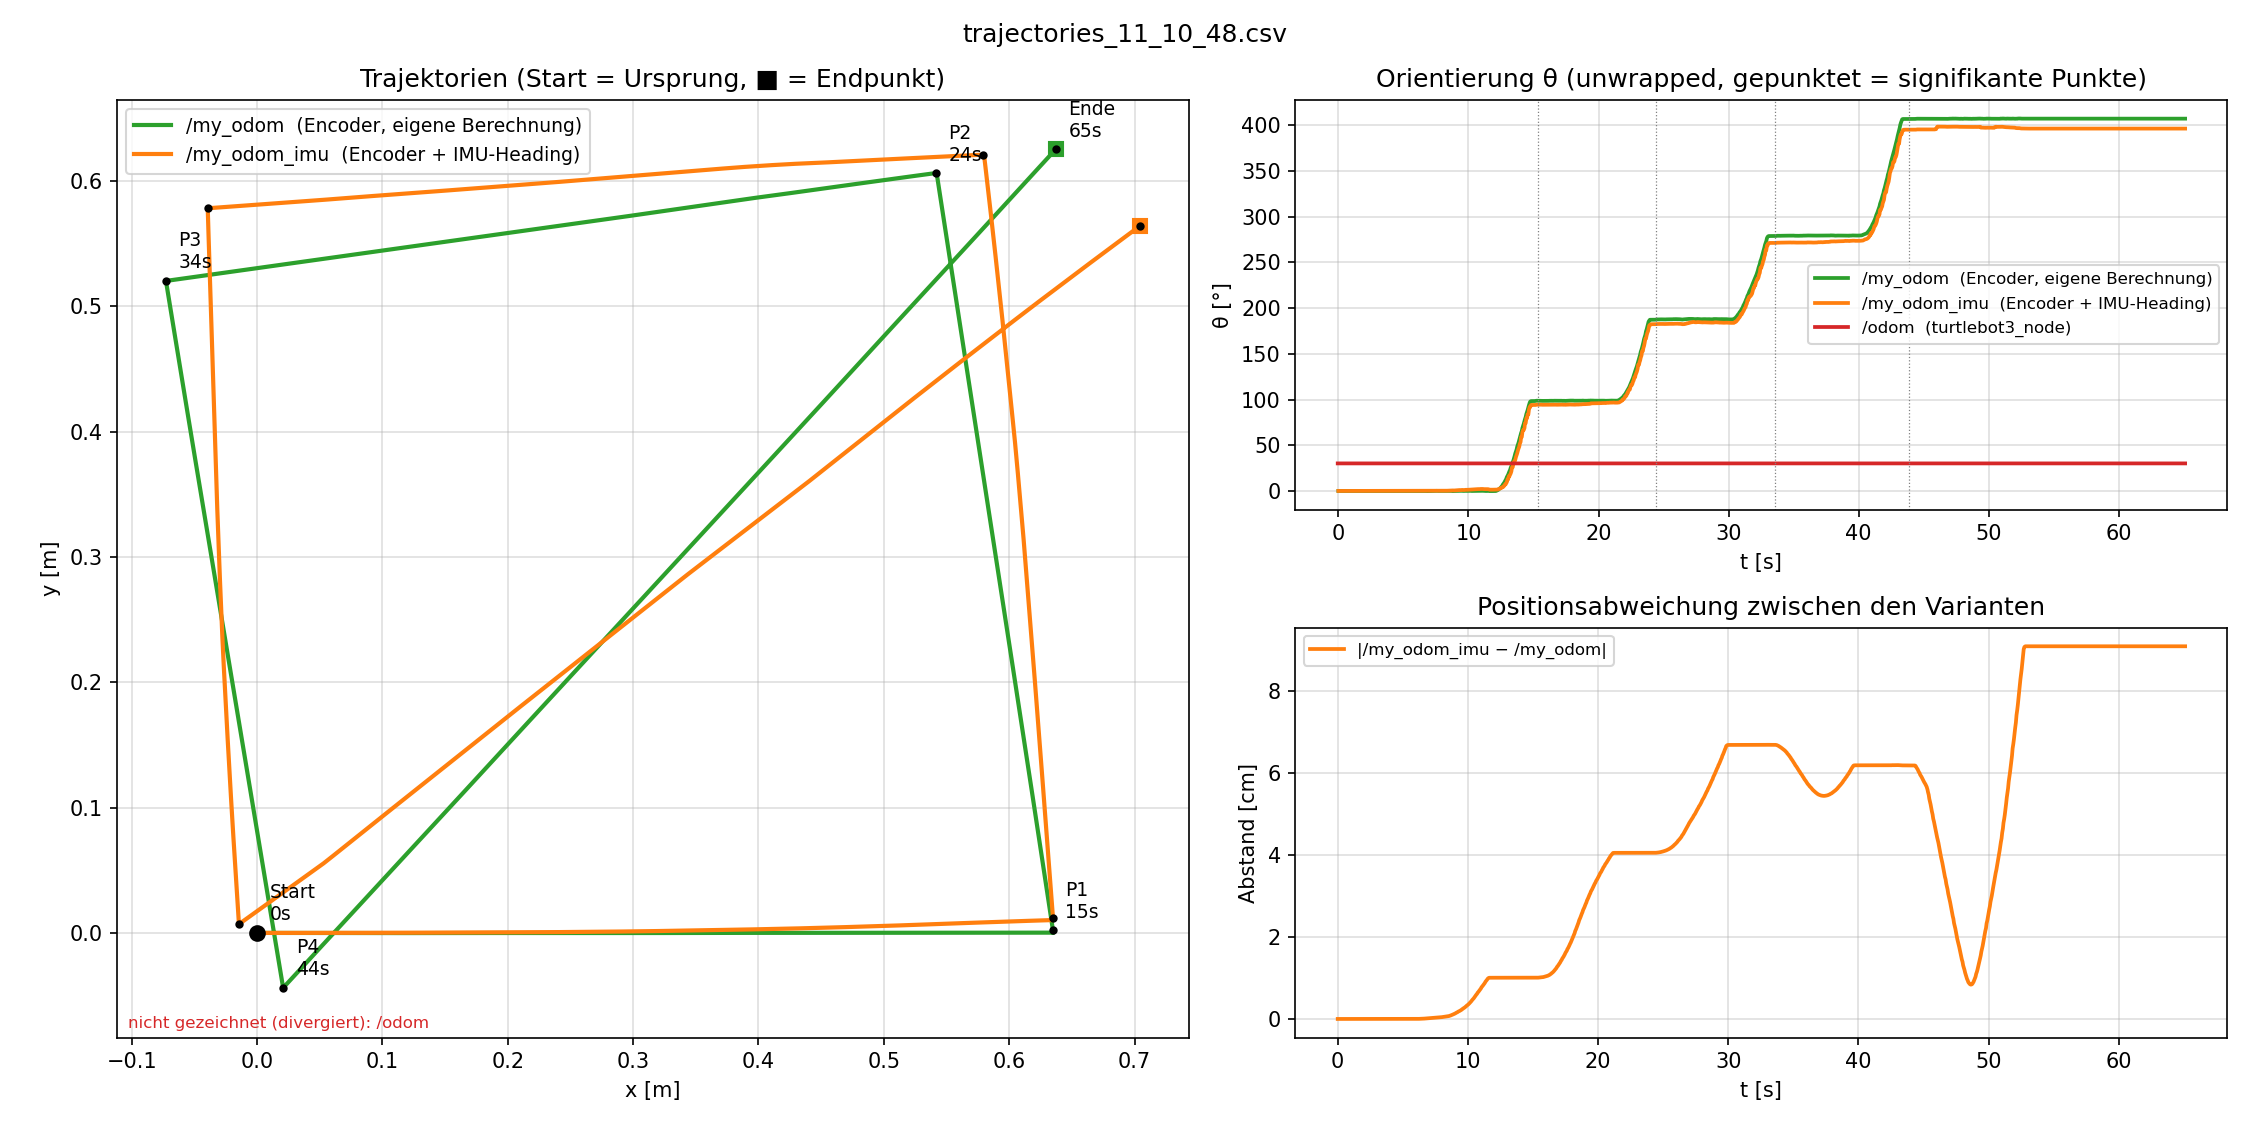 trajectories_11_10_48.csv
Trajektorien (Start = Ursprung, ■ = Endpunkt)
/my_odom  (Encoder, eigene Berechnung)
/my_odom_imu  (Encoder + IMU-Heading)
Ende
65s
P2
24s
P3
34s
Start
0s
P4
44s
P1
15s
nicht gezeichnet (divergiert): /odom
0.6
0.5
0.4
0.3
0.2
0.1
0.0
y [m]
−0.1 0.0 0.1 0.2 0.3 0.4 0.5 0.6 0.7
x [m]
Orientierung θ (unwrapped, gepunktet = signifikante Punkte)
400
350
300
250
200
150
100
50
0
θ [°]
/my_odom  (Encoder, eigene Berechnung)
/my_odom_imu  (Encoder + IMU-Heading)
/odom  (turtlebot3_node)
0 10 20 30 40 50 60
t [s]
Positionsabweichung zwischen den Varianten
|/my_odom_imu − /my_odom|
8
6
4
2
0
Abstand [cm]
0 10 20 30 40 50 60
t [s]